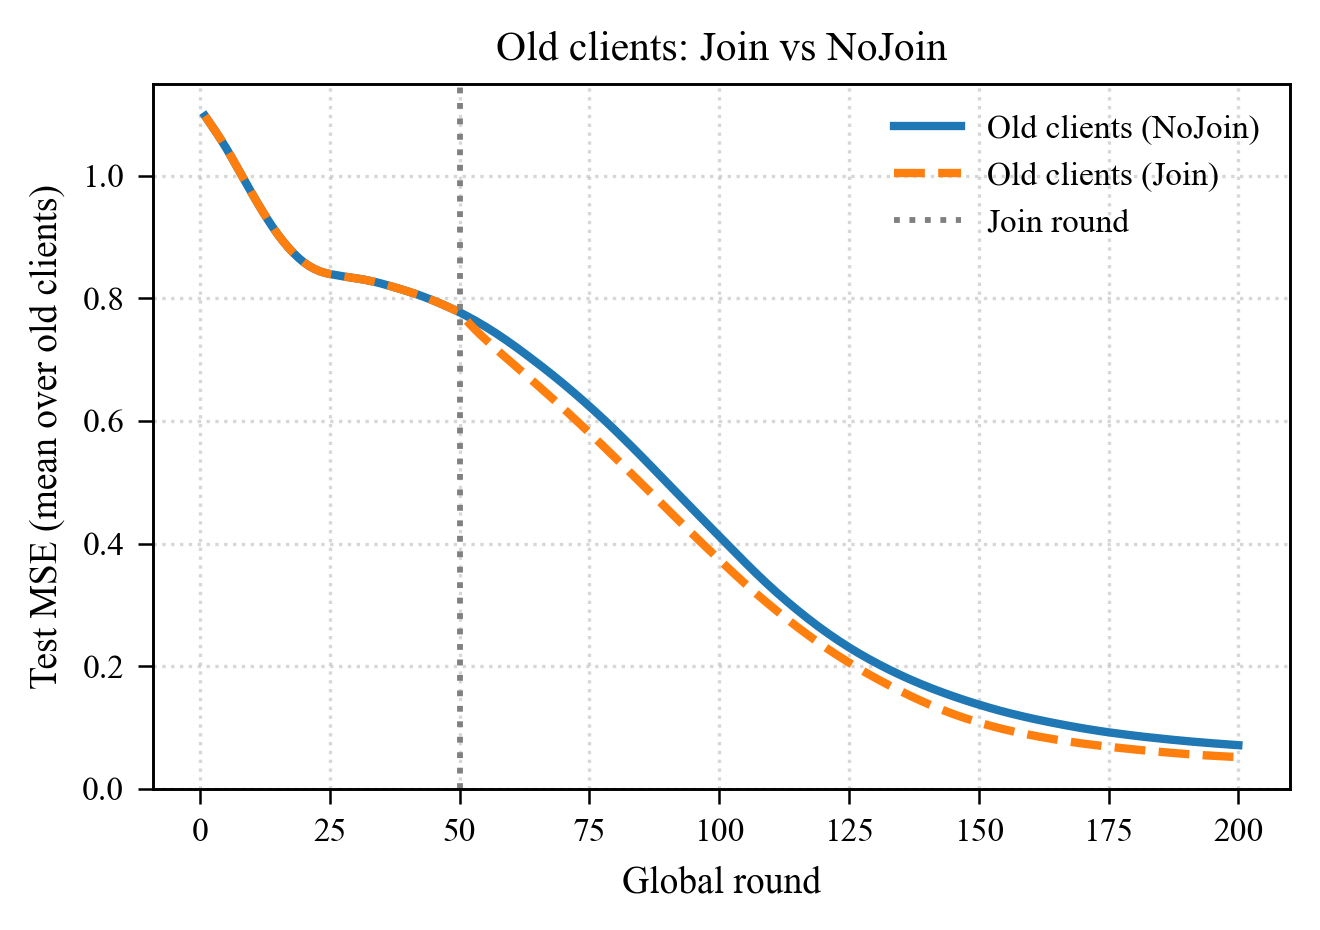 Old clients: Join vs NoJoin
Old clients (NoJoin)
Old clients (Join)
Join round
Test MSE (mean over old clients)
1.0
0.8
0.6
0.4
0.2
0.0
0 25 50 75 100 125 150 175 200
Global round